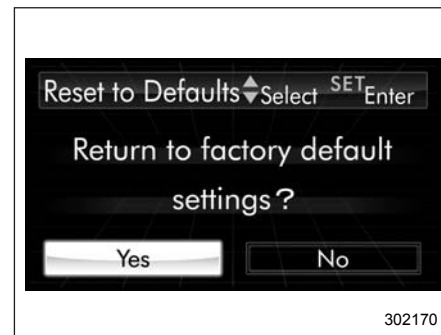 Reset to Defaults Select SET Enter
Return to factory default
settings?
Yes No
302170